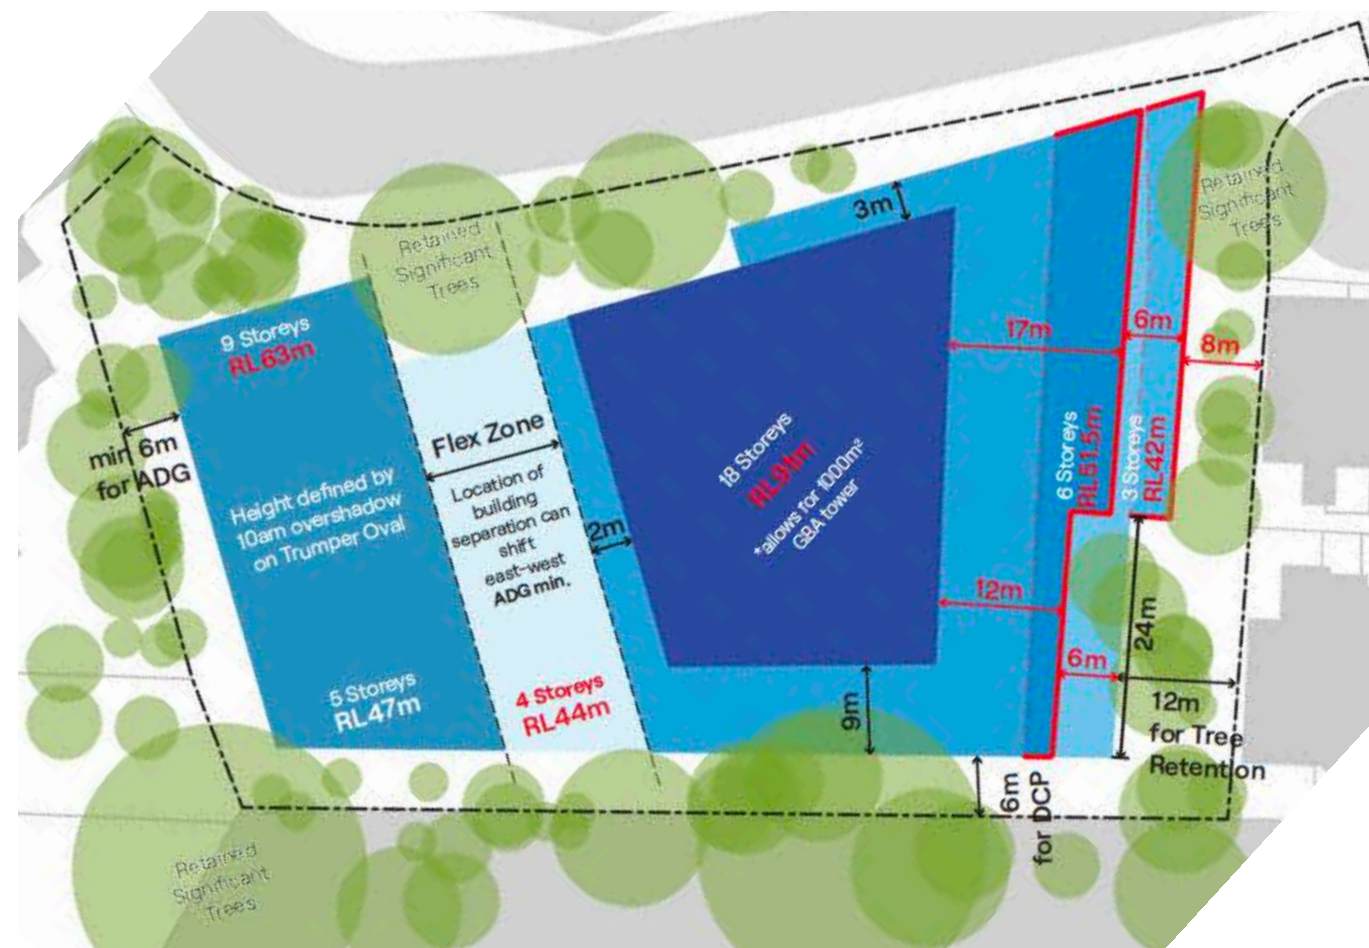 Retained
Significant
Trees
Retained
Significant
Trees
3m
9 Storeys
RL63m
17m
6m
8m
min 6m
for ADG
Flex Zone
Location of
building
separation can
shift
east-west
ADG min.
Height defined by
10am overshadow
on Trumper Oval
2m
18 Storeys
RL91m
*allows for 1000m²
GBA tower
6 Storeys
RL51.5m
3 Storeys
RL42m
12m
24m
6m
5 Storeys
RL47m
4 Storeys
RL44m
9m
12m
for Tree
Retention
6m
for DCP
Retained
Significant
Trees